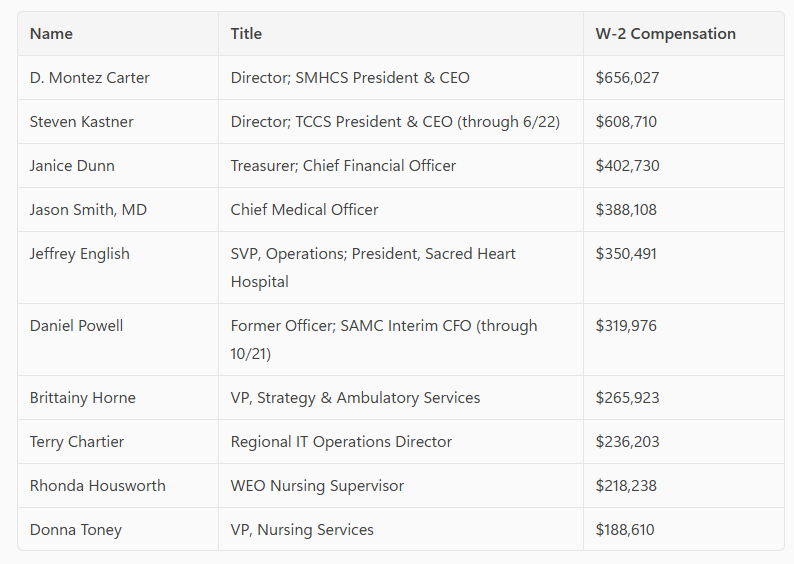 Name Title W-2 Compensation
D. Montez Carter Director; SMHCS President & CEO $656,027
Steven Kastner Director; TCCS President & CEO (through 6/22) $608,710
Janice Dunn Treasurer; Chief Financial Officer $402,730
Jason Smith, MD Chief Medical Officer $388,108
Jeffrey English SVP, Operations; President, Sacred Heart $350,491
Hospital
Daniel Powell Former Officer; SAMC Interim CFO (through $319,976
10/21)
Brittainy Horne VP, Strategy & Ambulatory Services $265,923
Terry Chartier Regional IT Operations Director $236,203
Rhonda Housworth WEO Nursing Supervisor $218,238
Donna Toney VP, Nursing Services $188,610